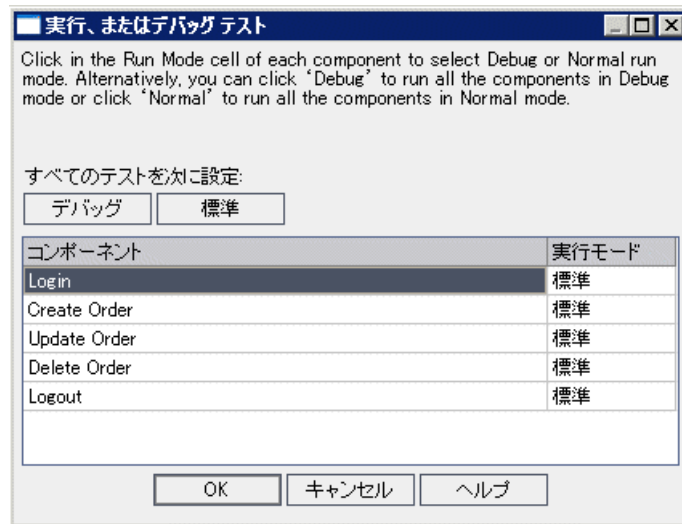 実行、またはデバッグ テスト
Click in the Run Mode cell of each component to select Debug or Normal run
mode. Alternatively, you can click ‘Debug’ to run all the components in Debug
mode or click ‘Normal’ to run all the components in Normal mode.
すべてのテストを次に設定:
デバッグ 標準
コンポーネント 実行モード
Login 標準
Create Order 標準
Update Order 標準
Delete Order 標準
Logout 標準
OK キャンセル ヘルプ